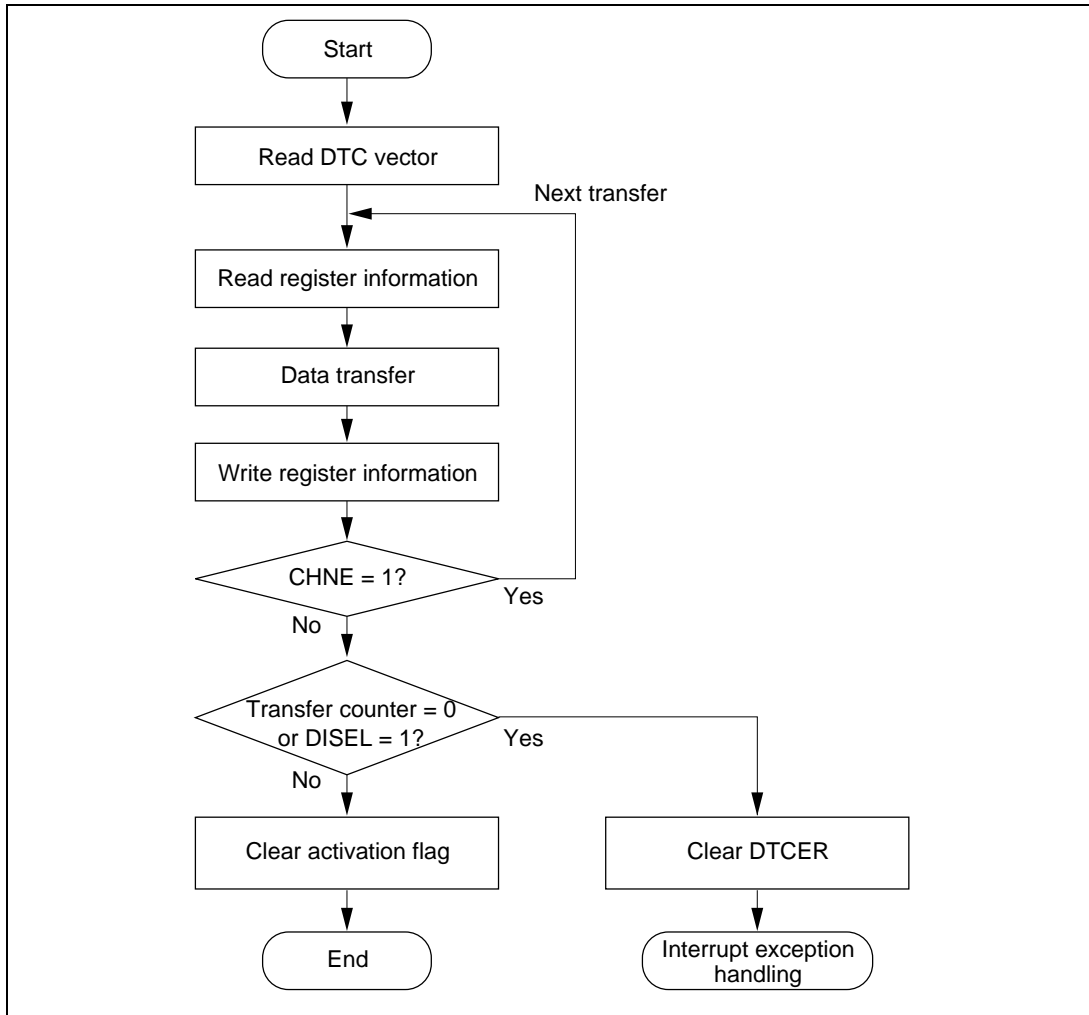 Start
Read DTC vector
Next transfer
Read register information
Data transfer
Write register information
CHNE = 1?
Yes
No
Transfer counter = 0
or DISEL = 1?
Yes
No
Clear activation flag
Clear DTCER
End
Interrupt exception
handling